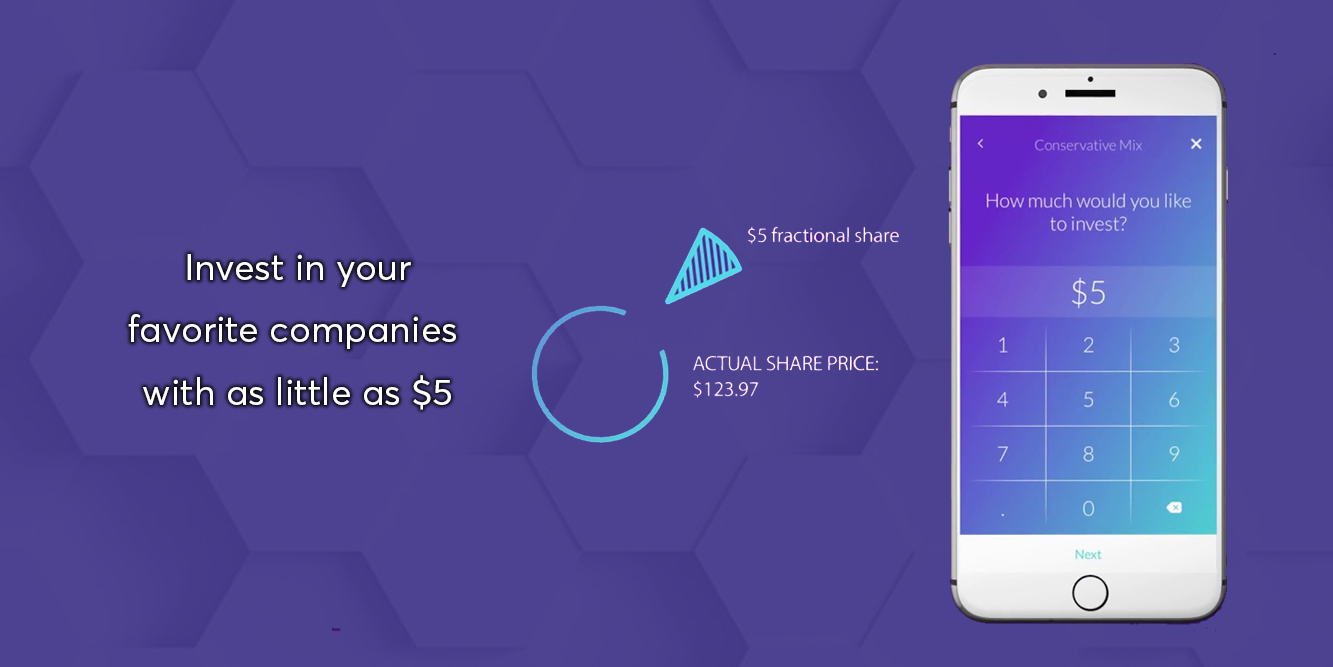 Invest in your
favorite companies
with as little as $5
$5 fractional share
ACTUAL SHARE PRICE:
$123.97
Conservative Mix
How much would you like
to invest?
$5
1 2 3
4 5 6
7 8 9
. 0
Next